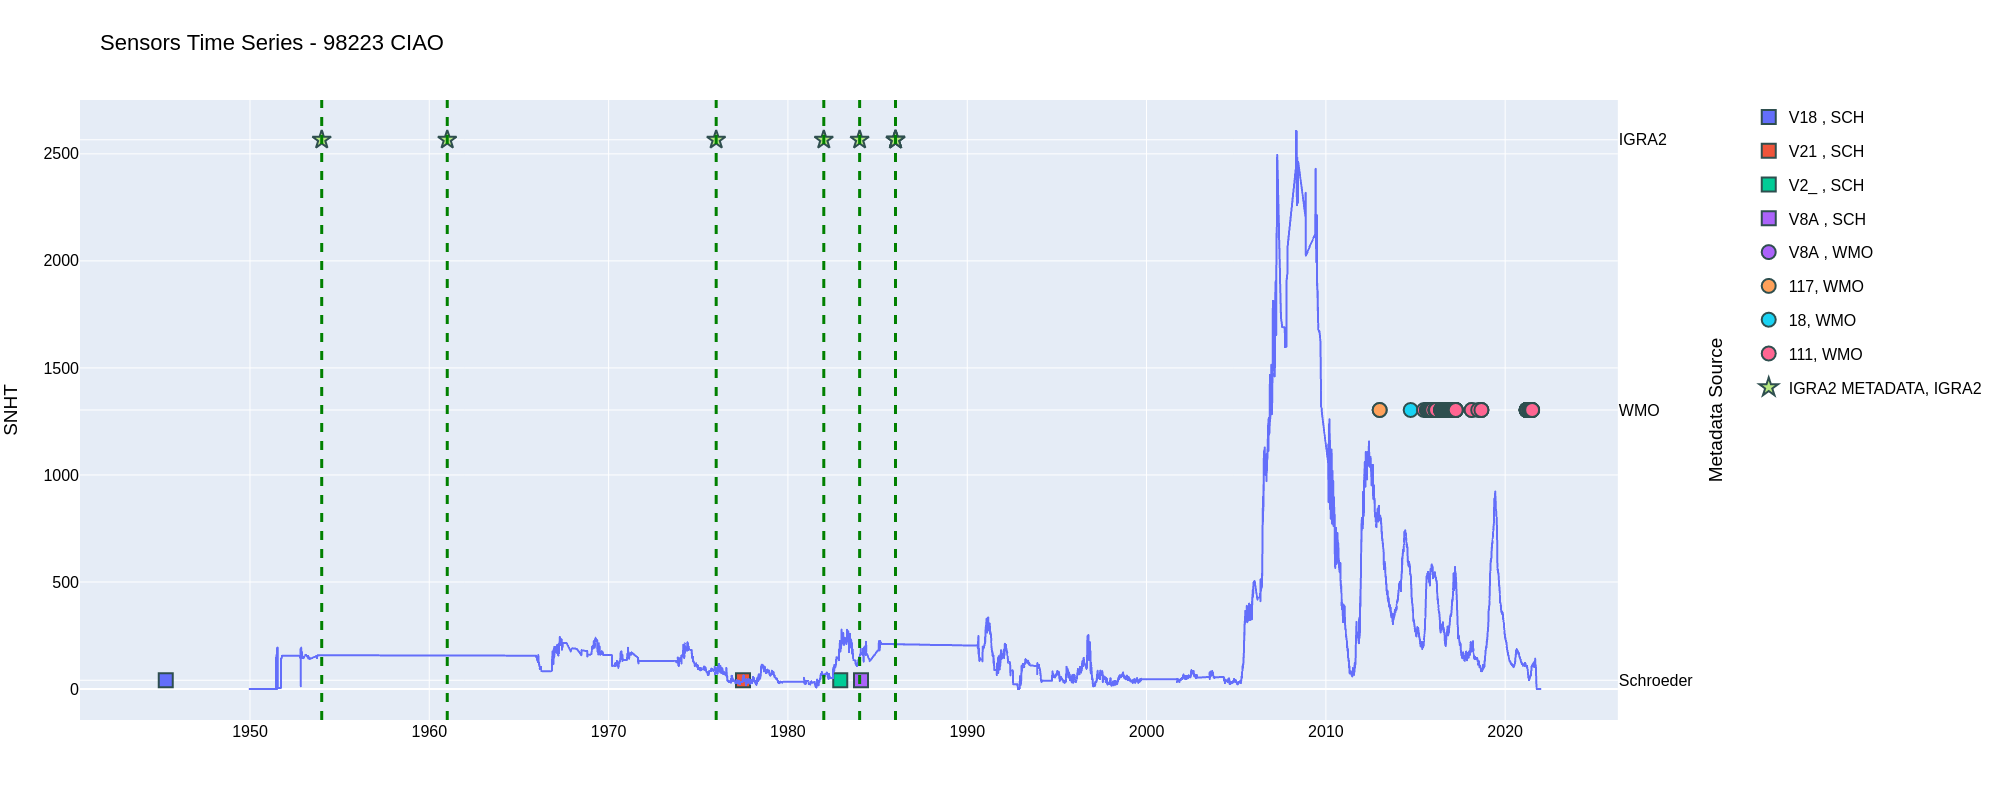 Sensors Time Series - 98223 CIAO
SNHT
2500
2000
1500
1000
500
0
1950
1960
1970
1980
1990
2000
2010
2020
IGRA2
WMO
Schroeder
Metadata Source
V18 , SCH
V21 , SCH
V2_ , SCH
V8A , SCH
V8A , WMO
117, WMO
18, WMO
111, WMO
IGRA2 METADATA, IGRA2